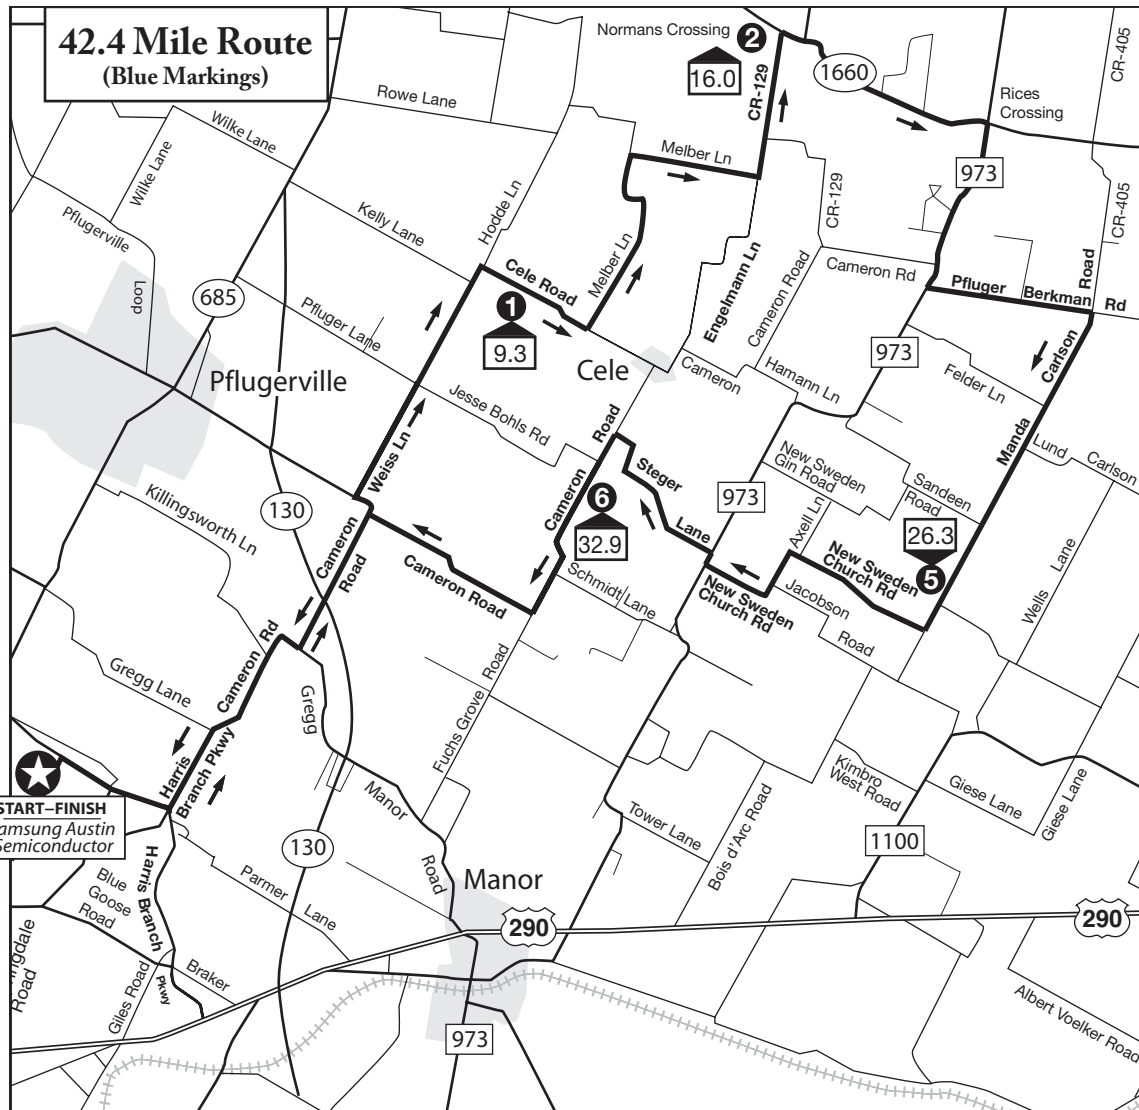 42.4 Mile Route
(Blue Markings)
Normans Crossing
2
16.0
CR-129
1660
CR-405
Rices
Crossing
Rowe Lane
Wilke Lane
Wilke Lane
Melber Ln
973
CR-129
CR-405
Pflugerville
Loop
Kelly Lane
Hodde Ln
Cele Road
Melber Ln
Engelmann Ln
Cameron Road
Cameron Rd
Pfluger
Berkman
Road
Rd
685
Pfluger Lane
1
9.3
Cele
973
Carlson
Pflugerville
Cameron
Hamann Ln
Felder Ln
Jesse Bohls Rd
Road
Manda
Lund
Carlson
Weiss Ln
Steger
New Sweden
Gin Road
Sandeen
Road
Killingsworth Ln
130
Cameron
6
32.9
Lane
973
Axell Ln
26.3
5
Cameron
Road
Cameron Road
New Sweden
Church Rd
Schmidt Lane
New Sweden
Church Rd
Jacobson
Road
Wells
Lane
Gregg Lane
Cameron
Rd
Gregg
Fuchs Grove
Road
Harris
Branch Pkwy
START–FINISH
amsung Austin
Semiconductor
Manor
Road
Kimbro
West Road
Giese Lane
Giese Lane
Tower Lane
Bois d'Arc Road
1100
130
Harris Branch
Pkwy
Blue
Goose
Road
Parmer
Lane
Manor
290
290
ngdale
Road
Giles Road
Braker
973
Albert Voelker Road